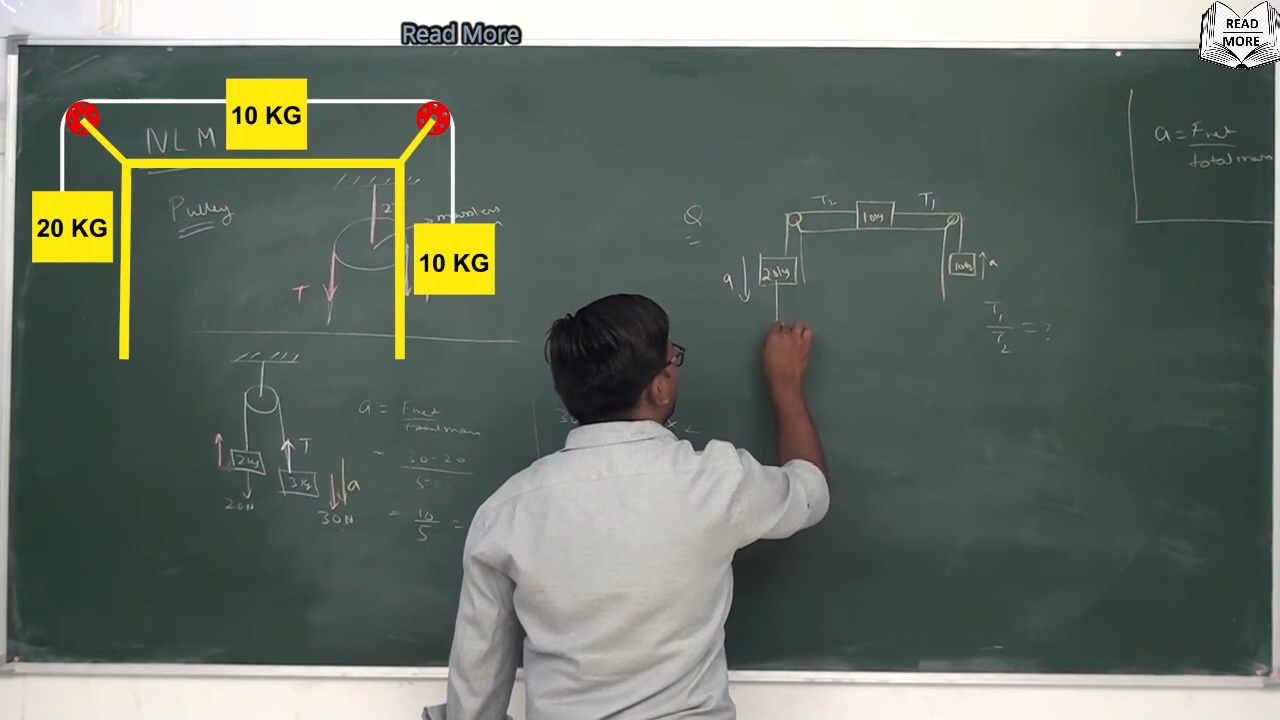 Read More
READ
MORE
10 KG
20 KG
10 KG
NLM
Pulley
massless
T
2kg
T
3kg
a
20N
30N
a = Fnet
total mass
= 30-20
5
= 10
5
=
Q
T2
10kg
T1
20kg
a
10kg
a
T1
T2
= ?
a = Fnet
total mass